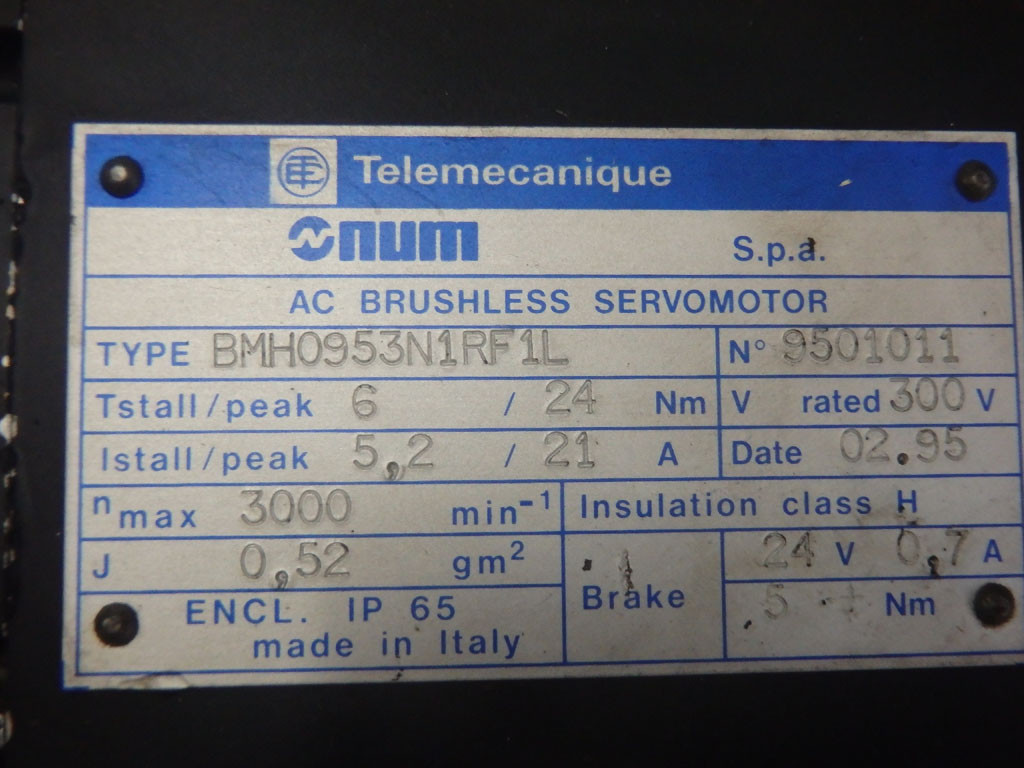 Telemecanique
num S.p.a.
AC BRUSHLESS SERVOMOTOR
TYPE BMH0953N1RF1L N° 9501011
Tstall/peak 6 / 24 Nm V rated 300 V
Istall/peak 5,2 / 21 A Date 02.95
n max 3000 min-1 Insulation class H
J 0,52 gm² Brake 24 V 0,7 A
5 Nm
ENCL. IP 65
made in Italy